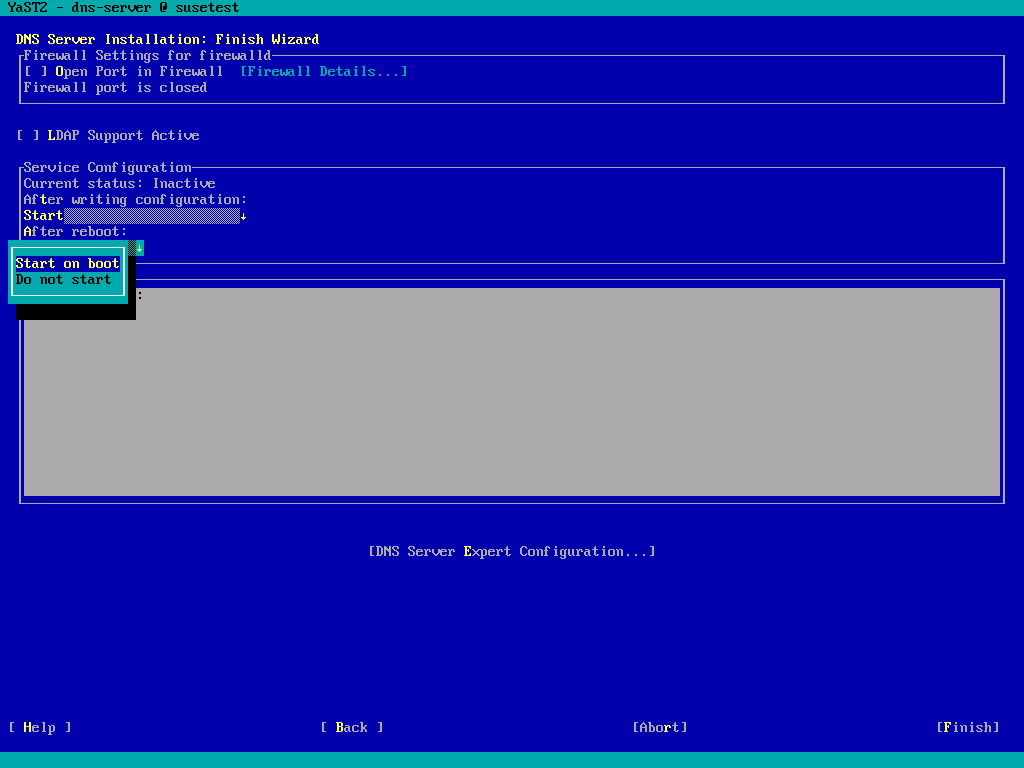 YaST2 - dns-server @ susetest
DNS Server Installation: Finish Wizard
Firewall Settings for firewalld
[ ] Open Port in Firewall  [Firewall Details...]
Firewall port is closed
[ ] LDAP Support Active
Service Configuration
Current status: Inactive
After writing configuration:
Start↓
After reboot:
↓
Start on boot
Do not start
:
[DNS Server Expert Configuration...]
[ Help ] [ Back ] [Abort] [Finish]